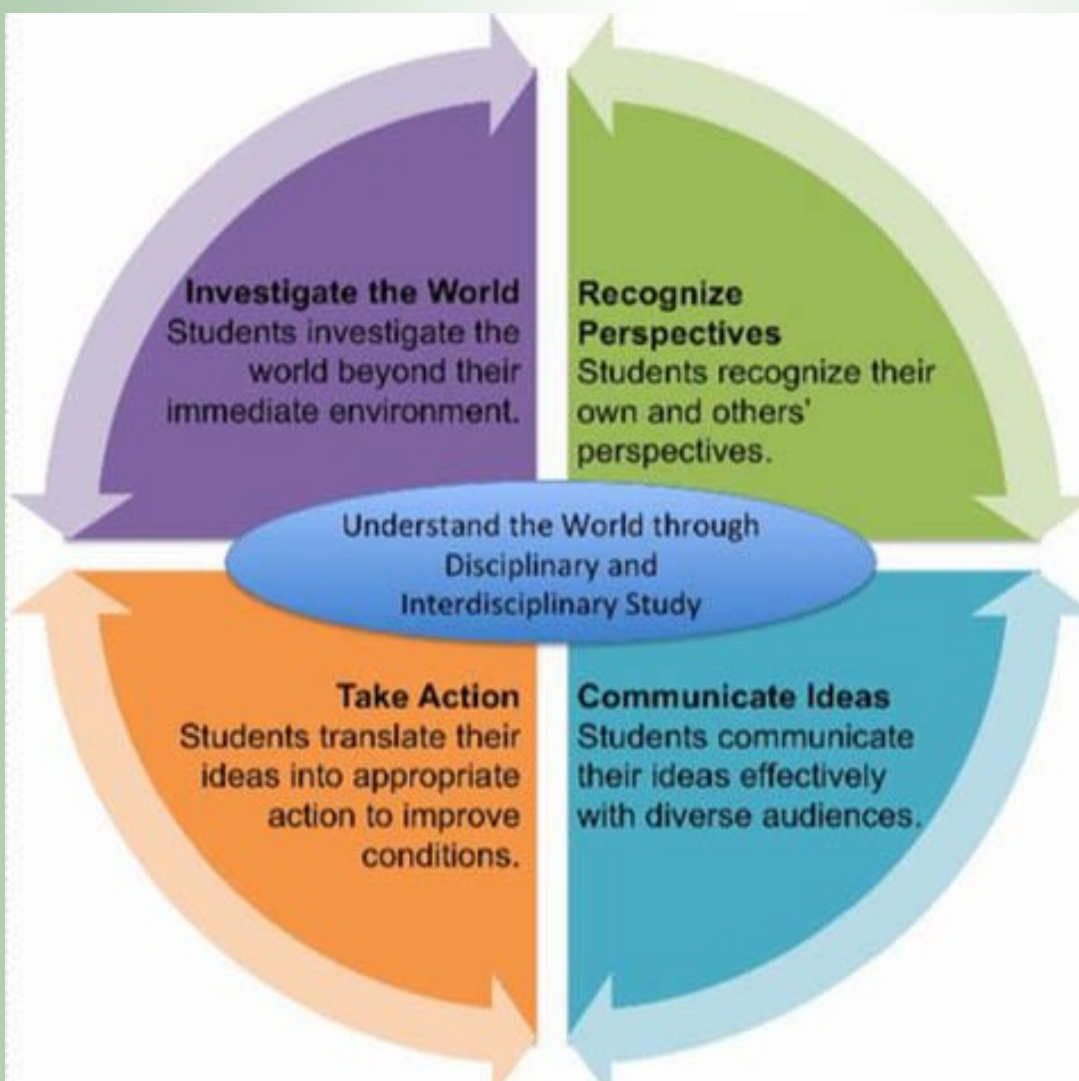 Investigate the World
Students investigate the
world beyond their
immediate environment.
Recognize
Perspectives
Students recognize their
own and others'
perspectives.
Understand the World through
Disciplinary and
Interdisciplinary Study
Take Action
Students translate their
ideas into appropriate
action to improve
conditions.
Communicate Ideas
Students communicate
their ideas effectively
with diverse audiences.